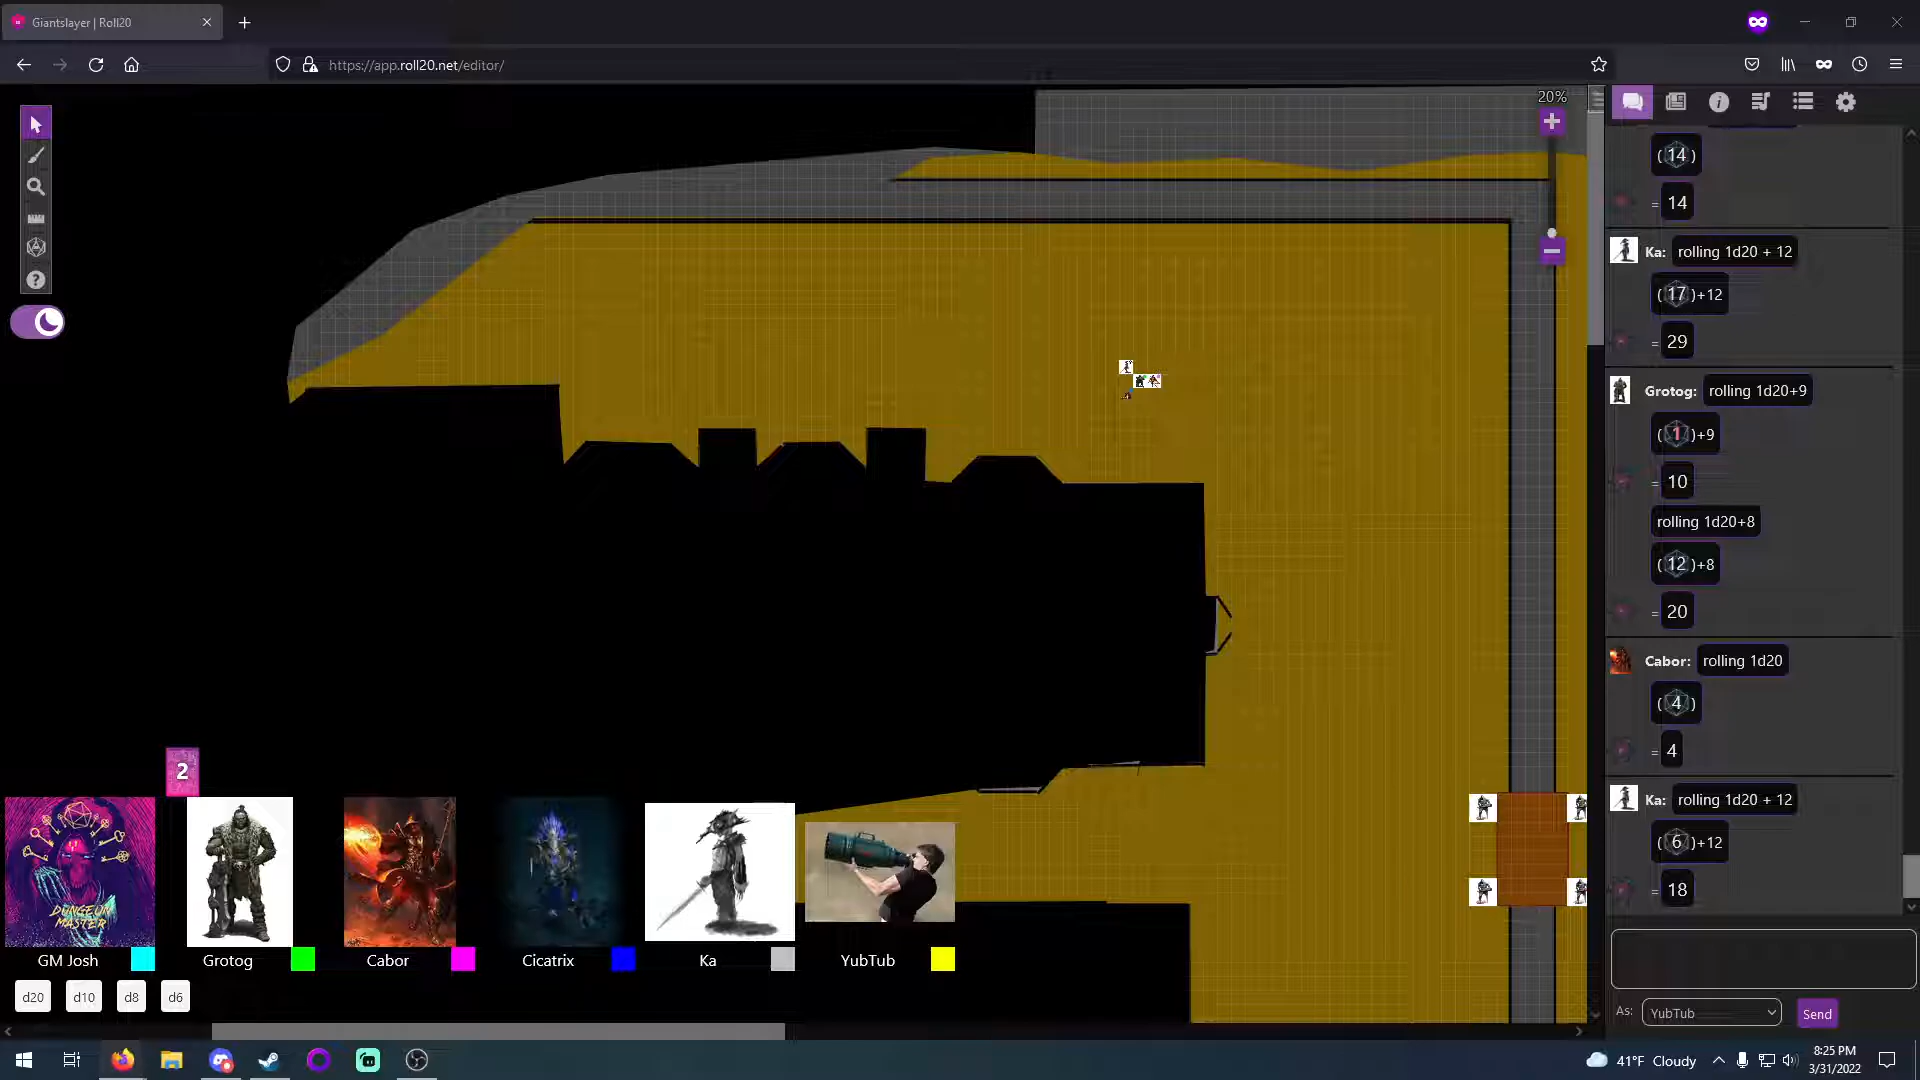 Giantslayer | Roll20
https://app.roll20.net/editor/
20%
(14)
= 14
Ka: rolling 1d20 + 12
(17)+12
= 29
Grotog: rolling 1d20+9
(1)+9
= 10
rolling 1d20+8
(12)+8
= 20
Cabor: rolling 1d20
(4)
= 4
Ka: rolling 1d20 + 12
(6)+12
= 18
2
DUNGEON
MASTER
GM Josh
Grotog
Cabor
Cicatrix
Ka
YubTub
d20
d10
d8
d6
As:
YubTub
Send
41°F Cloudy
8:25 PM
3/31/2022